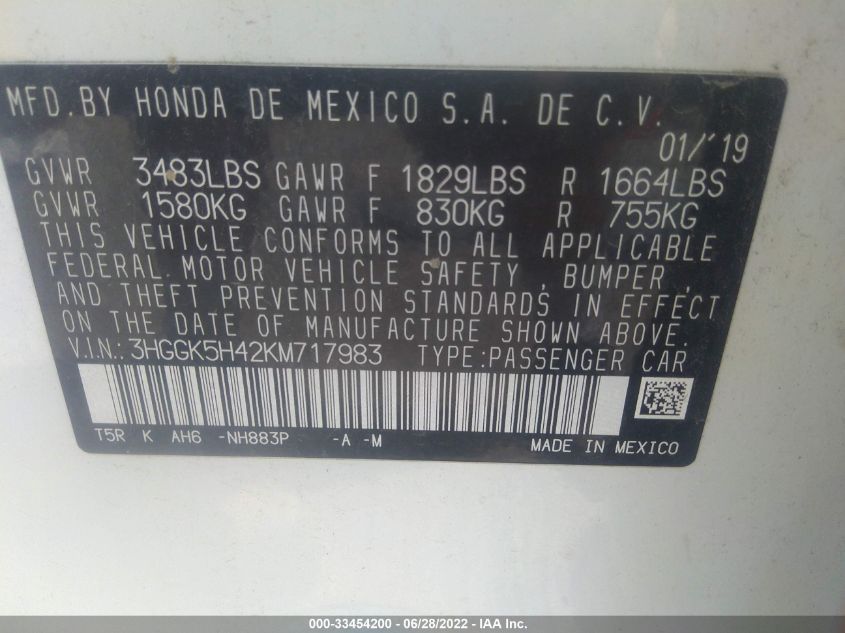 MFD.BY HONDA DE MEXICO S.A. DE C.V.
01/'19
GVWR 3483LBS GAWR F 1829LBS R 1664LBS
GVWR 1580KG GAWR F 830KG R 755KG
THIS VEHICLE CONFORMS TO ALL APPLICABLE
FEDERAL MOTOR VEHICLE SAFETY , BUMPER ,
AND THEFT PREVENTION STANDARDS IN EFFECT
ON THE DATE OF MANUFACTURE SHOWN ABOVE.
V.I.N.:3HGGK5H42KM717983 TYPE:PASSENGER CAR
T5R K AH6 -NH883P -A -M MADE IN MEXICO
000-33454200 - 06/28/2022 - IAA Inc.